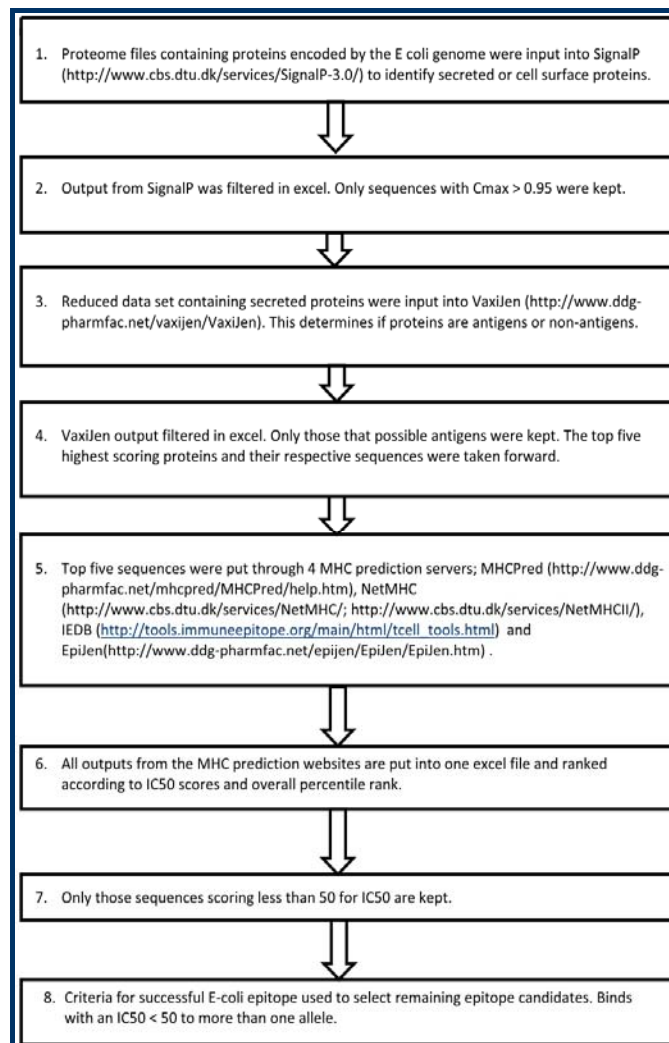 1. Proteome files containing proteins encoded by the E coli genome were input into SignalP
(http://www.cbs.dtu.dk/services/SignalP-3.0/) to identify secreted or cell surface proteins.
2. Output from SignalP was filtered in excel. Only sequences with Cmax > 0.95 were kept.
3. Reduced data set containing secreted proteins were input into VaxiJen (http://www.ddg-
pharmfac.net/vaxijen/VaxiJen). This determines if proteins are antigens or non-antigens.
4. VaxiJen output filtered in excel. Only those that possible antigens were kept. The top five
highest scoring proteins and their respective sequences were taken forward.
5. Top five sequences were put through 4 MHC prediction servers; MHCPred (http://www.ddg-
pharmfac.net/mhcpred/MHCPred/help.htm), NetMHC
(http://www.cbs.dtu.dk/services/NetMHC/; http://www.cbs.dtu.dk/services/NetMHCII/),
IEDB (http://tools.immuneepitope.org/main/html/tcell_tools.html) and
EpiJen(http://www.ddg-pharmfac.net/epijen/EpiJen/EpiJen.htm) .
6. All outputs from the MHC prediction websites are put into one excel file and ranked
according to IC50 scores and overall percentile rank.
7. Only those sequences scoring less than 50 for IC50 are kept.
8. Criteria for successful E-coli epitope used to select remaining epitope candidates. Binds
with an IC50 < 50 to more than one allele.